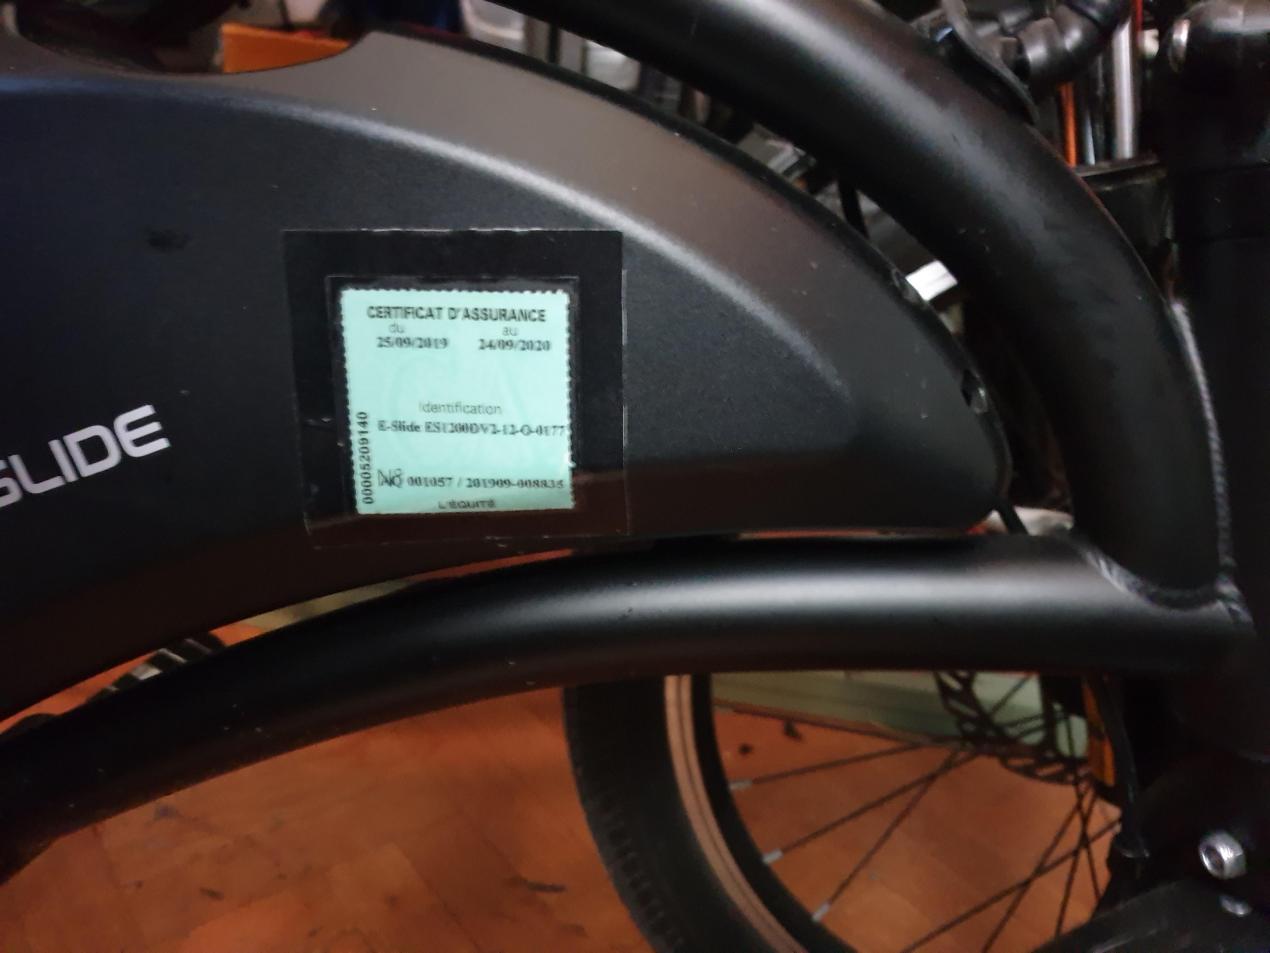 SLIDE
CERTIFICAT D'ASSURANCE
du au
25/09/2019 24/09/2020
Identification
E-Slide ES1200DV2-12-O-0177
00005209140
001057 / 201909-008835
L'ÉQUITÉ